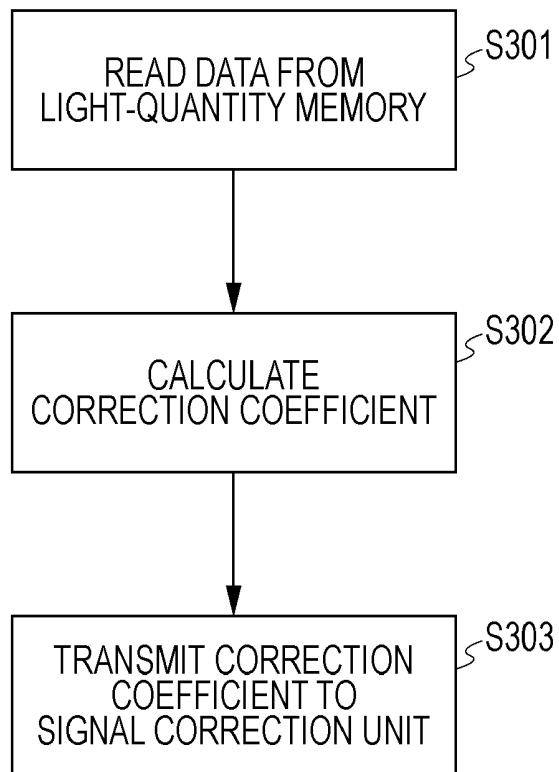 READ DATA FROM
LIGHT-QUANTITY MEMORY
S301
CALCULATE
CORRECTION COEFFICIENT
S302
TRANSMIT CORRECTION
COEFFICIENT TO
SIGNAL CORRECTION UNIT
S303